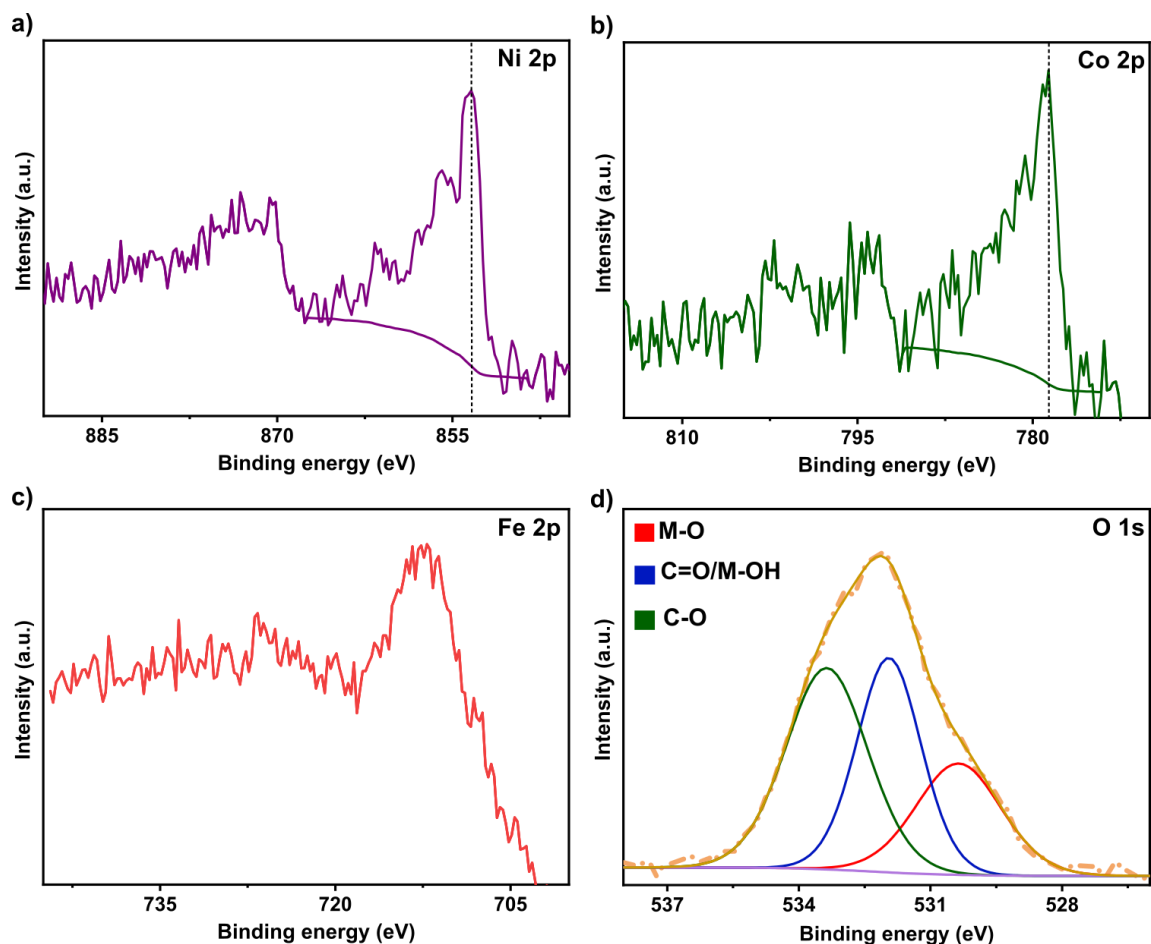 a)
Ni 2p
Intensity (a.u.)
885 870 855
Binding energy (eV)
b)
Co 2p
Intensity (a.u.)
810 795 780
Binding energy (eV)
c)
Fe 2p
Intensity (a.u.)
735 720 705
Binding energy (eV)
d)
O 1s
M-O
C=O/M-OH
C-O
Intensity (a.u.)
537 534 531 528
Binding energy (eV)